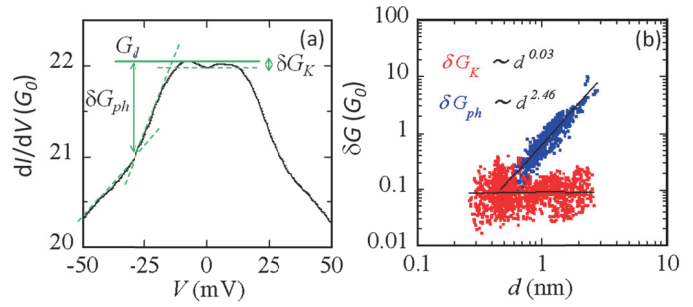 (a)
G_d
δG_K
δG_ph
dI/dV (G_0)
22
21
20
-50 -25 0 25 50
V (mV)
(b)
δG_K ~ d^0.03
δG_ph ~ d^2.46
δG (G_0)
100
10
1
0.1
0.01
0.1 1 10
d (nm)